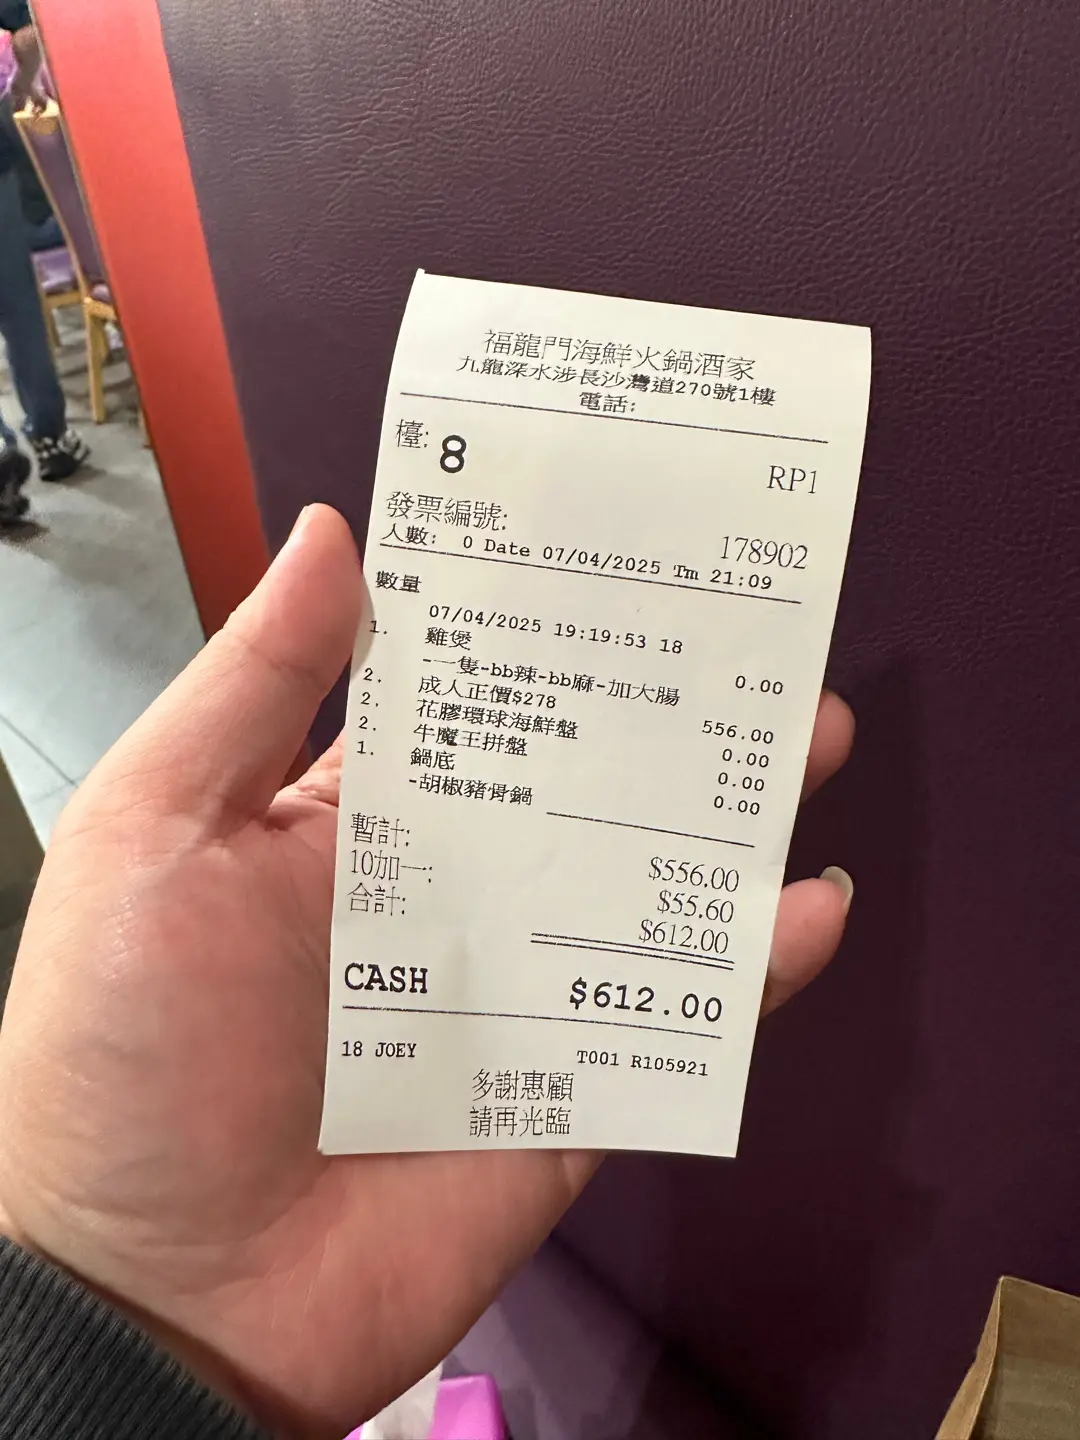 福龍門海鮮火鍋酒家
九龍深水涉長沙灣道270號1樓
電話:
檯: 8 RP1
發票編號: 178902
人數: 0 Date 07/04/2025 Tm 21:09
數量
07/04/2025 19:19:53 18
1. 雞煲 0.00
-一隻-bb辣-bb麻-加大腸
2. 成人正價$278 556.00
2. 花膠環球海鮮盤 0.00
2. 牛魔王拼盤 0.00
1. 鍋底 0.00
-胡椒豬骨鍋
暫計: $556.00
10加一: $55.60
合計: $612.00
CASH $612.00
18 JOEY T001 R105921
多謝惠顧
請再光臨